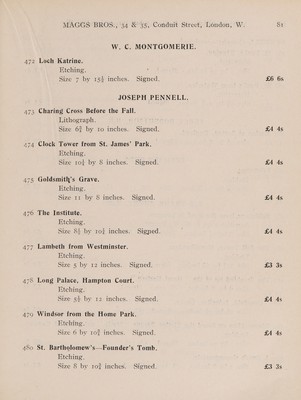 MAGGS BROS., 34 & 35, Conduit Street, London, W. 81
W. C. MONTGOMERIE.
472 Loch Katrine.
Etching.
Size 7 by 15½ inches. Signed. £6 6s
JOSEPH PENNELL.
473 Charing Cross Before the Fall.
Lithograph.
Size 6¾ by 10 inches. Signed. £4 4s
474 Clock Tower from St. James' Park.
Etching.
Size 10¾ by 8 inches. Signed. £4 4s
475 Goldsmith's Grave.
Etching.
Size 11 by 8 inches. Signed. £4 4s
476 The Institute.
Etching.
Size 8½ by 10¾ inches. Signed. £4 4s
477 Lambeth from Westminster.
Etching.
Size 5 by 12 inches. Signed. £3 3s
478 Long Palace, Hampton Court.
Etching.
Size 5½ by 12 inches. Signed. £4 4s
479 Windsor from the Home Park.
Etching.
Size 6 by 10¾ inches. Signed. £4 4s
480 St. Bartholomew's—Founder's Tomb.
Etching.
Size 8 by 10¾ inches. Signed. £3 3s